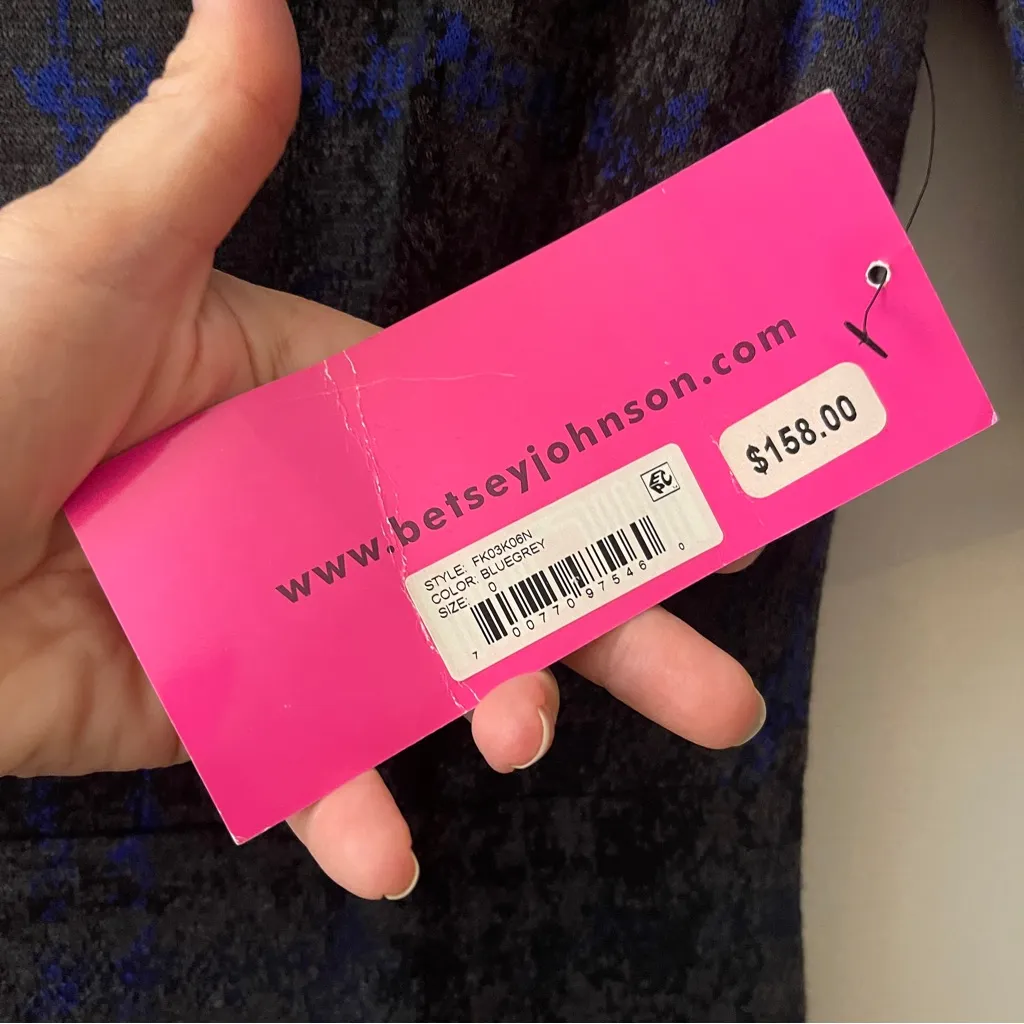 www.betseyjohnson.com
$158.00
STYLE: FK03K06N
COLOR: BLUEGREY
SIZE: 0
7 00770 97546 0